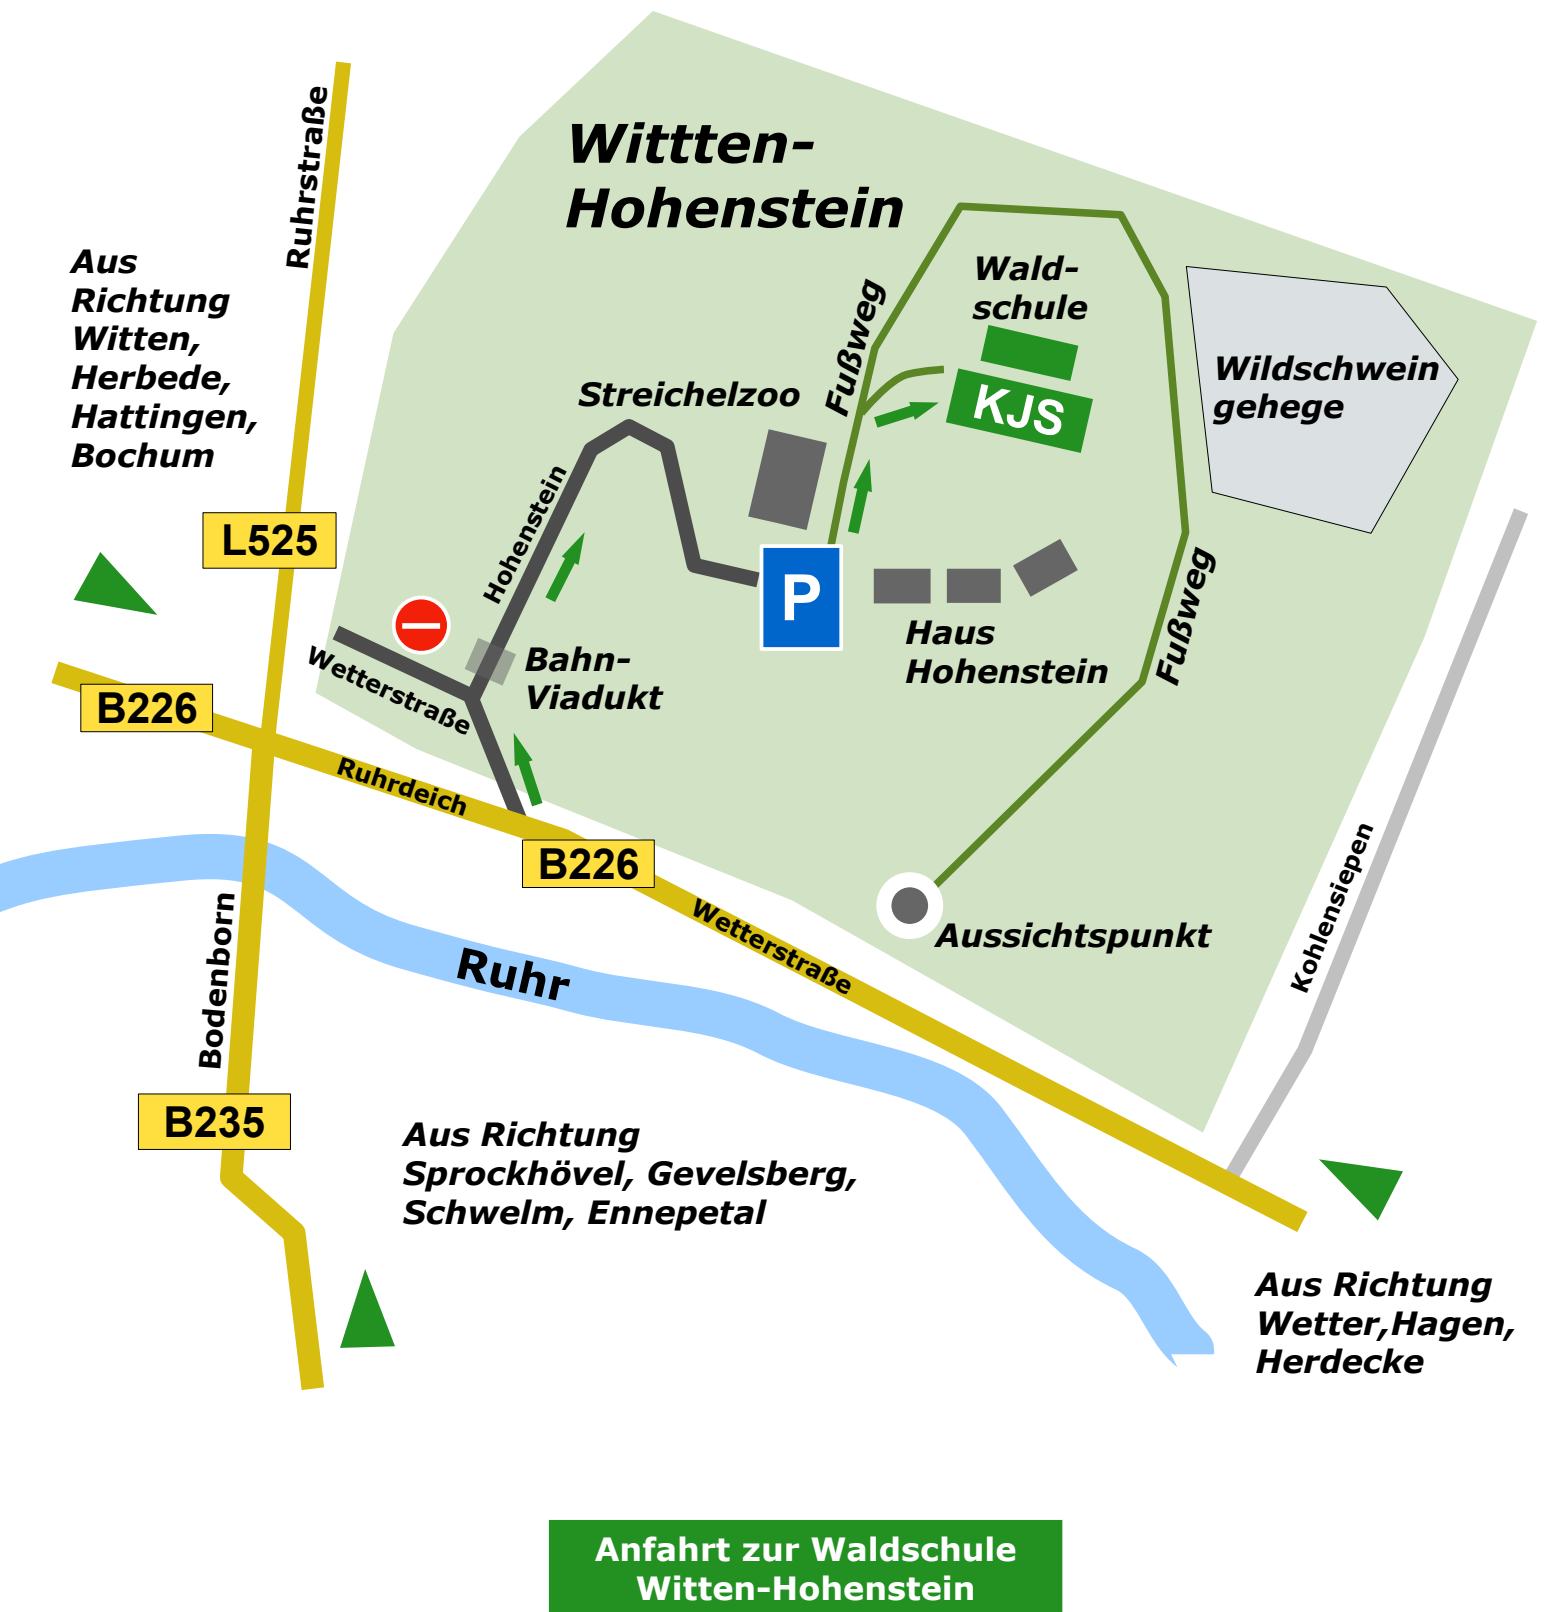 Wittten-
Hohenstein
Ruhrstraße
Aus
Richtung
Witten,
Herbede,
Hattingen,
Bochum
Wald-
schule
KJS
Fußweg
Wildschwein
gehege
Streichelzoo
Hohenstein
L525
P
Haus
Hohenstein
Fußweg
Wetterstraße
Bahn-
Viadukt
B226
Ruhrdeich
B226
Wetterstraße
Aussichtspunkt
Kohlensiepen
Bodenborn
Ruhr
B235
Aus Richtung
Sprockhövel, Gevelsberg,
Schwelm, Ennepetal
Aus Richtung
Wetter,Hagen,
Herdecke
Anfahrt zur Waldschule
Witten-Hohenstein